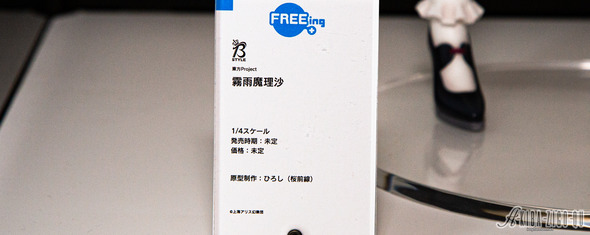 FREEing
B
STYLE
東方Project
霧雨魔理沙
1/4スケール
発売時期：未定
価格：未定
原型制作：ひろし（桜前線）
©上海アリス幻樂団